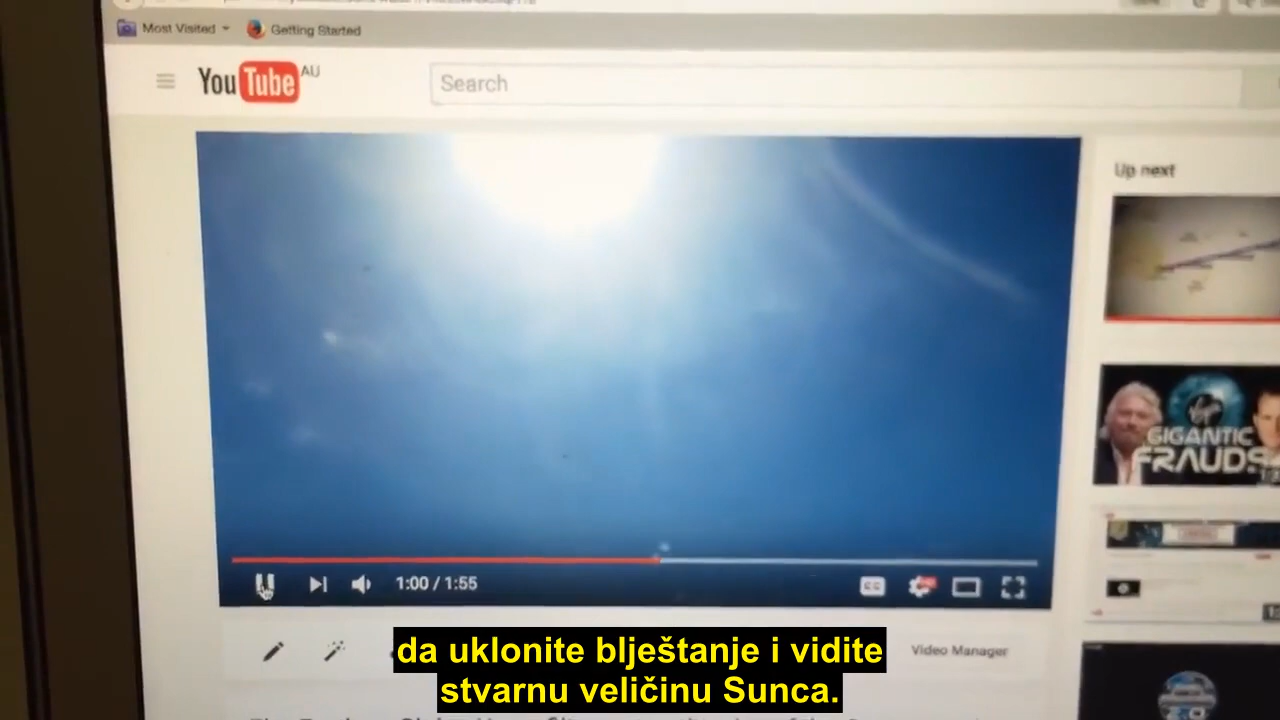 Most Visited
Getting Started
YouTube AU
Search
Up next
GIGANTIC
FRAUDS
1:00 / 1:55
CC
Video Manager
da uklonite blještanje i vidite
stvarnu veličinu Sunca.